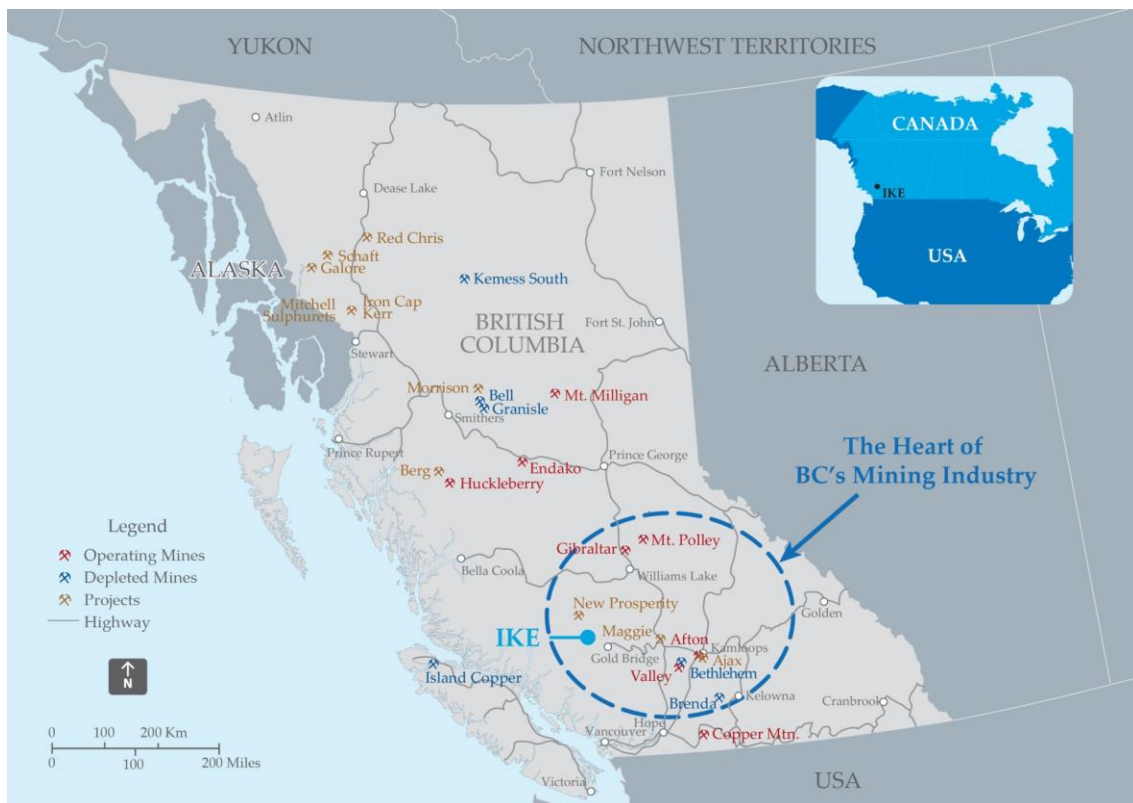 YUKON
NORTHWEST TERRITORIES
CANADA
IKE
USA
Atlin
Fort Nelson
Dease Lake
Red Chris
Schaft
Galore
ALASKA
Kemess South
Mitchell
Sulphurets
Iron Cap
Kerr
BRITISH
COLUMBIA
Fort St. John
Stewart
ALBERTA
Morrison
Bell
Granisle
Mt. Milligan
Smithers
Prince Rupert
Endako
Prince George
Berg
Huckleberry
The Heart of
BC's Mining Industry
Legend
Operating Mines
Depleted Mines
Projects
Highway
N
Gibraltar
Mt. Polley
Bella Coola
Williams Lake
New Prosperity
Golden
IKE
Maggie
Afton
Gold Bridge
Kamloops
Ajax
Valley
Bethlehem
Island Copper
Brenda
Kelowna
Cranbrook
Hope
Vancouver
Copper Mtn.
0 100 200 Km
0 100 200 Miles
Victoria
USA